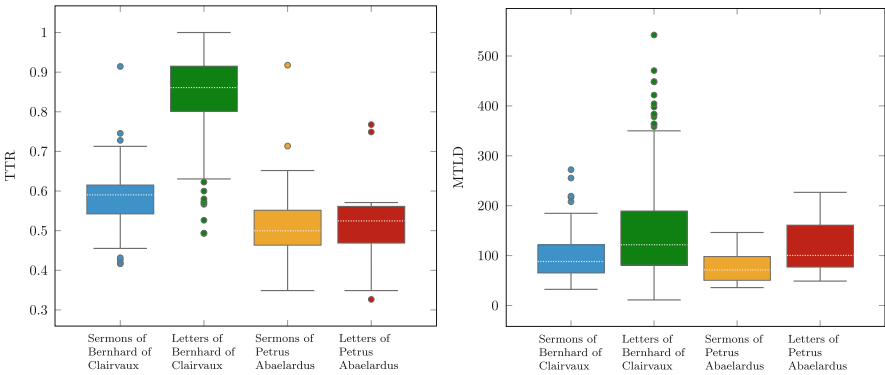 1
0.9
0.8
0.7
0.6
0.5
0.4
0.3
TTR
Sermons of
Bernhard of
Clairvaux
Letters of
Bernhard of
Clairvaux
Sermons of
Petrus
Abaelardus
Letters of
Petrus
Abaelardus
500
400
300
200
100
0
MTLD
Sermons of
Bernhard of
Clairvaux
Letters of
Bernhard of
Clairvaux
Sermons of
Petrus
Abaelardus
Letters of
Petrus
Abaelardus